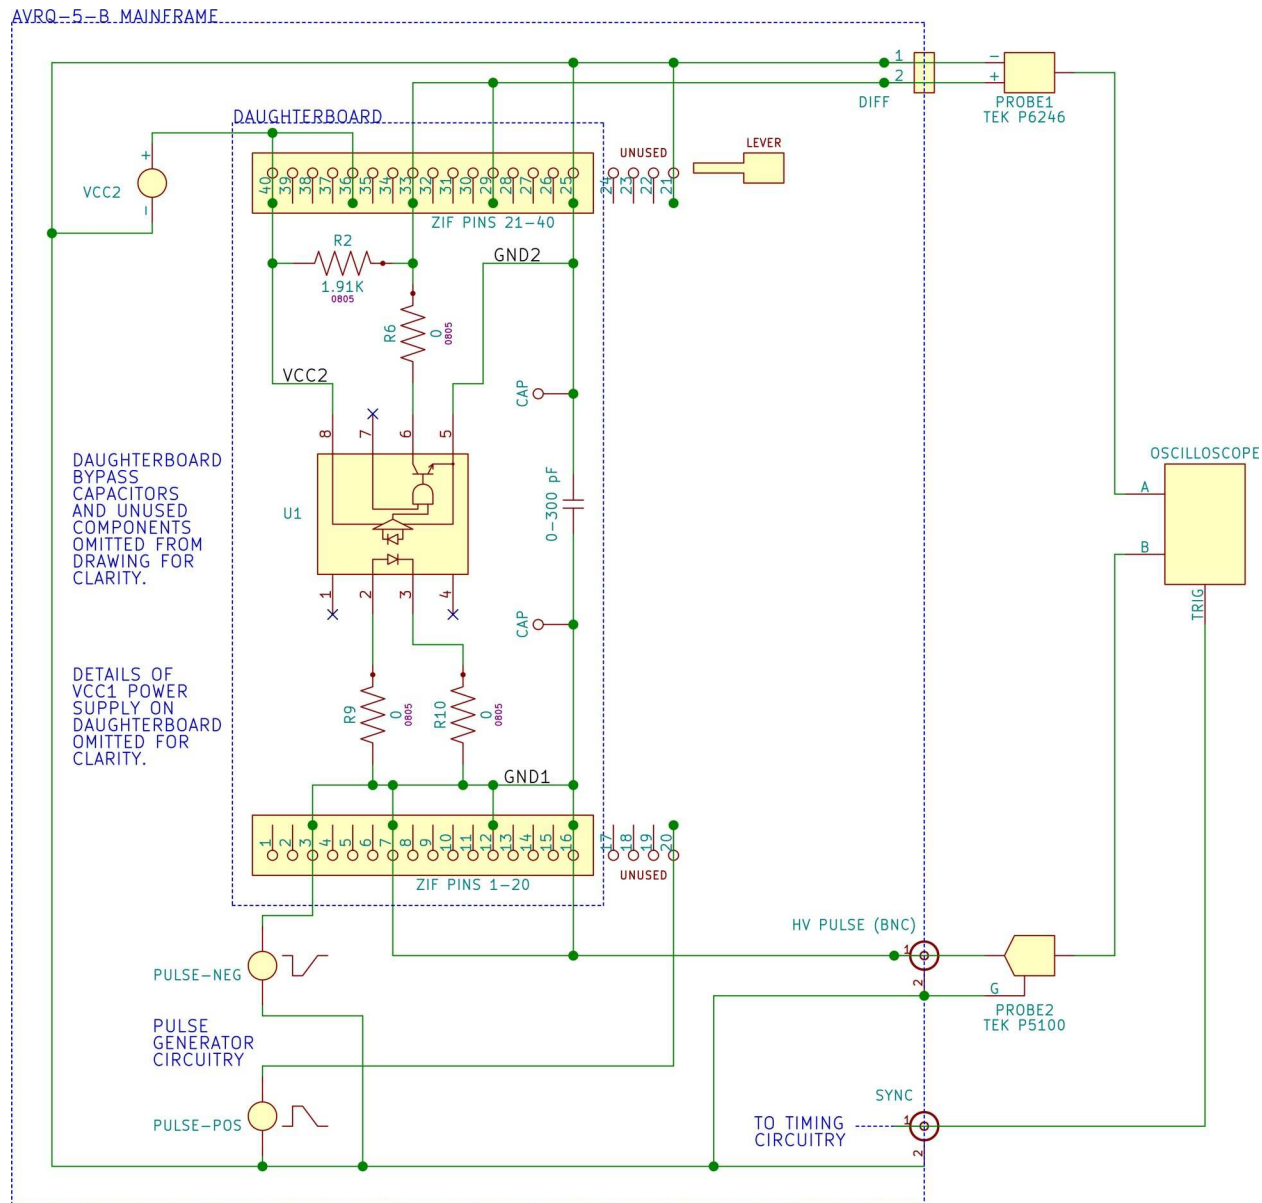 AVRQ-5-B MAINFRAME
1
2
DIFF
-
+
PROBE1
TEK P6246
DAUGHTERBOARD
+
VCC2
-
40
39
38
37
36
35
34
33
32
31
30
29
28
27
26
25
24
23
22
21
UNUSED
LEVER
ZIF PINS 21-40
R2
1.91K
0805
GND2
R6
0
0805
VCC2
CAP
8
7
6
5
U1
1
2
3
4
0-300 pF
CAP
DAUGHTERBOARD
BYPASS
CAPACITORS
AND UNUSED
COMPONENTS
OMITTED FROM
DRAWING FOR
CLARITY.
OSCILLOSCOPE
A
B
TRIG
DETAILS OF
VCC1 POWER
SUPPLY ON
DAUGHTERBOARD
OMITTED FOR
CLARITY.
R9
0
0805
R10
0
0805
GND1
1
2
3
4
5
6
7
8
9
10
11
12
13
14
15
16
17
18
19
20
UNUSED
ZIF PINS 1-20
HV PULSE (BNC)
1
2
G
PROBE2
TEK P5100
PULSE-NEG
PULSE
GENERATOR
CIRCUITRY
PULSE-POS
SYNC
TO TIMING
CIRCUITRY
1
2